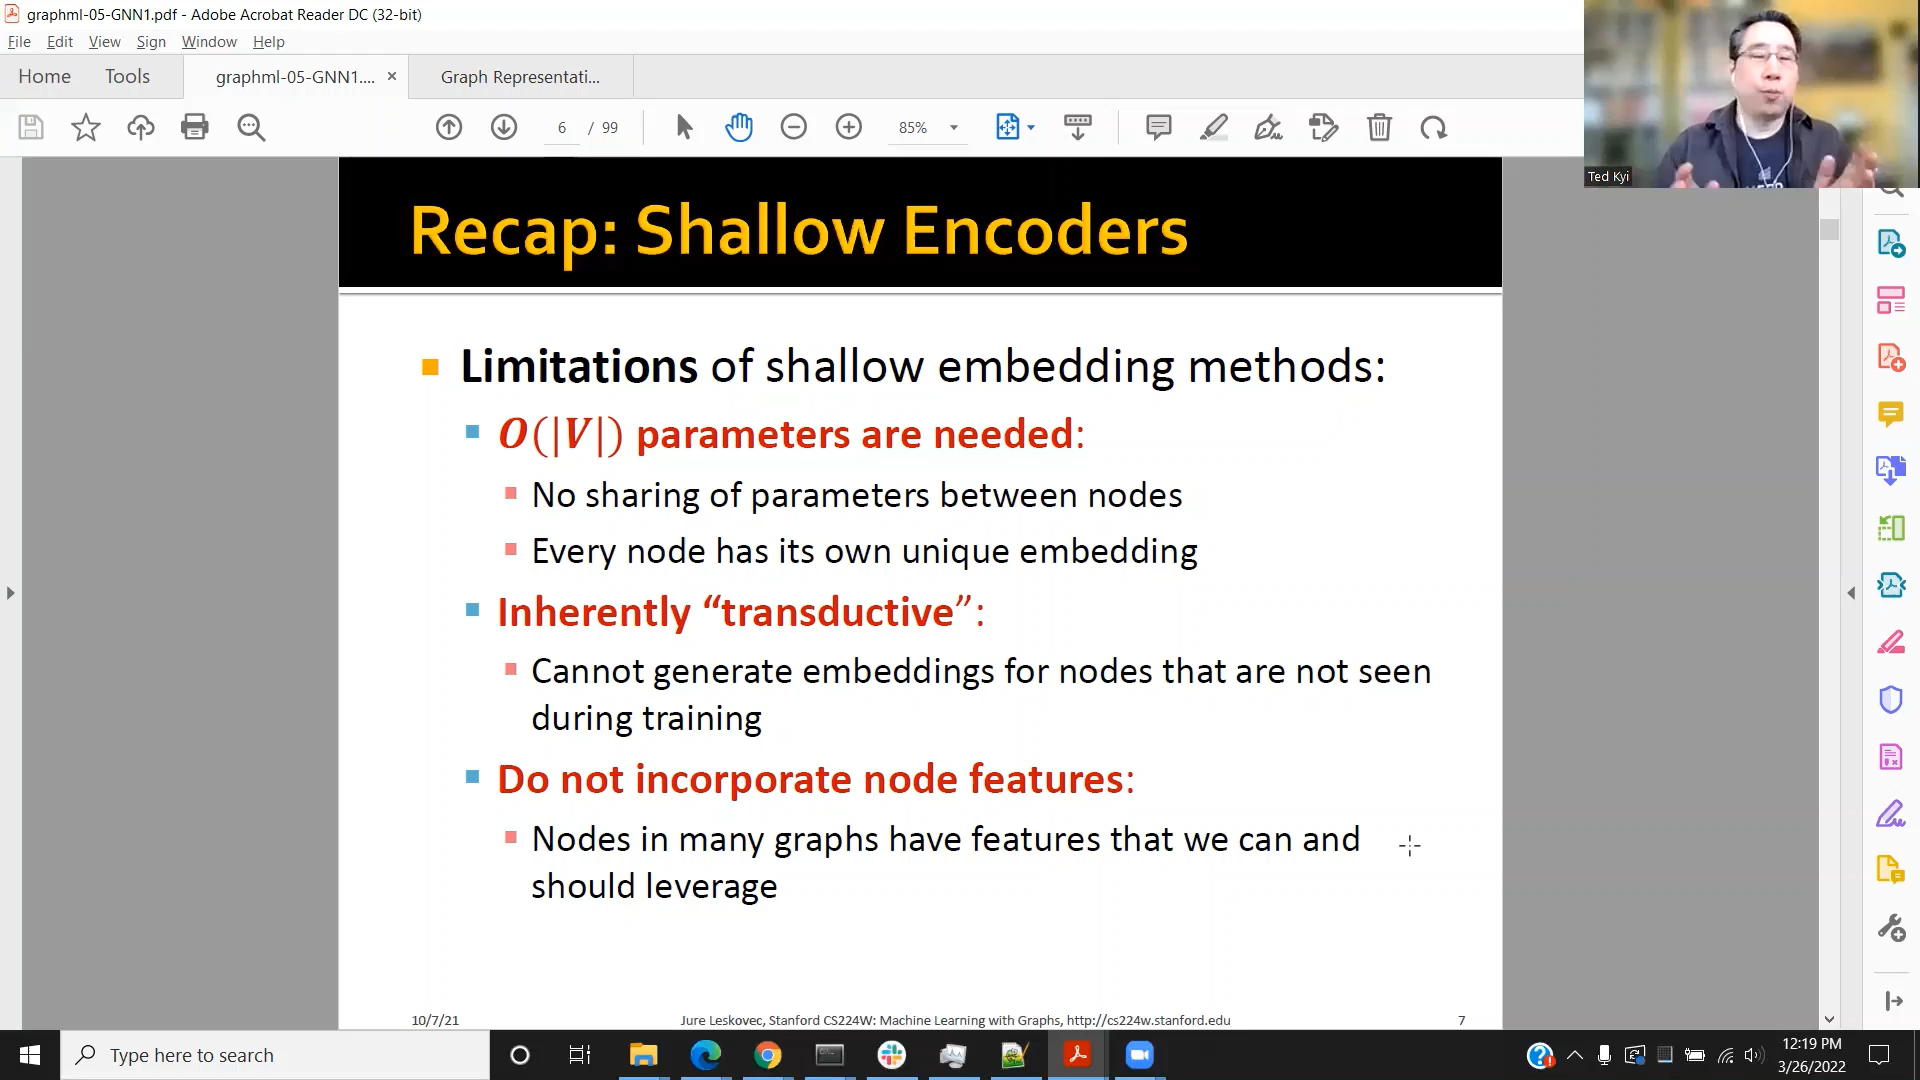 graphml-05-GNN1.pdf - Adobe Acrobat Reader DC (32-bit)
File Edit View Sign Window Help
Home Tools graphml-05-GNN1.... × Graph Representati...
6 / 99 85%
Ted Kyi
Recap: Shallow Encoders
Limitations of shallow embedding methods:
O(|V|) parameters are needed:
No sharing of parameters between nodes
Every node has its own unique embedding
Inherently “transductive”:
Cannot generate embeddings for nodes that are not seen
during training
Do not incorporate node features:
Nodes in many graphs have features that we can and
should leverage
10/7/21 Jure Leskovec, Stanford CS224W: Machine Learning with Graphs, http://cs224w.stanford.edu 7
Type here to search
12:19 PM
3/26/2022